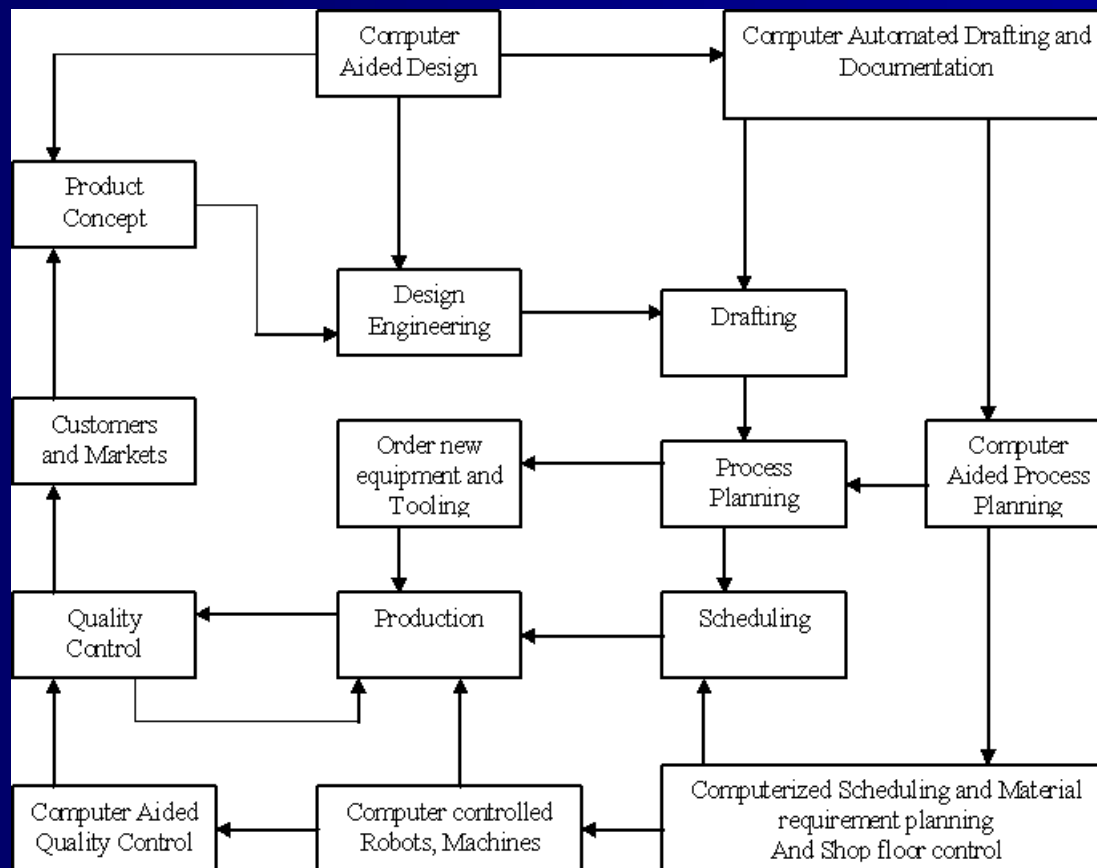 Computer
Aided Design
Computer Automated Drafting and
Documentation
Product
Concept
Design
Engineering
Drafting
Customers
and Markets
Order new
equipment and
Tooling
Process
Planning
Computer
Aided Process
Planning
Quality
Control
Production
Scheduling
Computer Aided
Quality Control
Computer controlled
Robots, Machines
Computerized Scheduling and Material
requirement planning
And Shop floor control